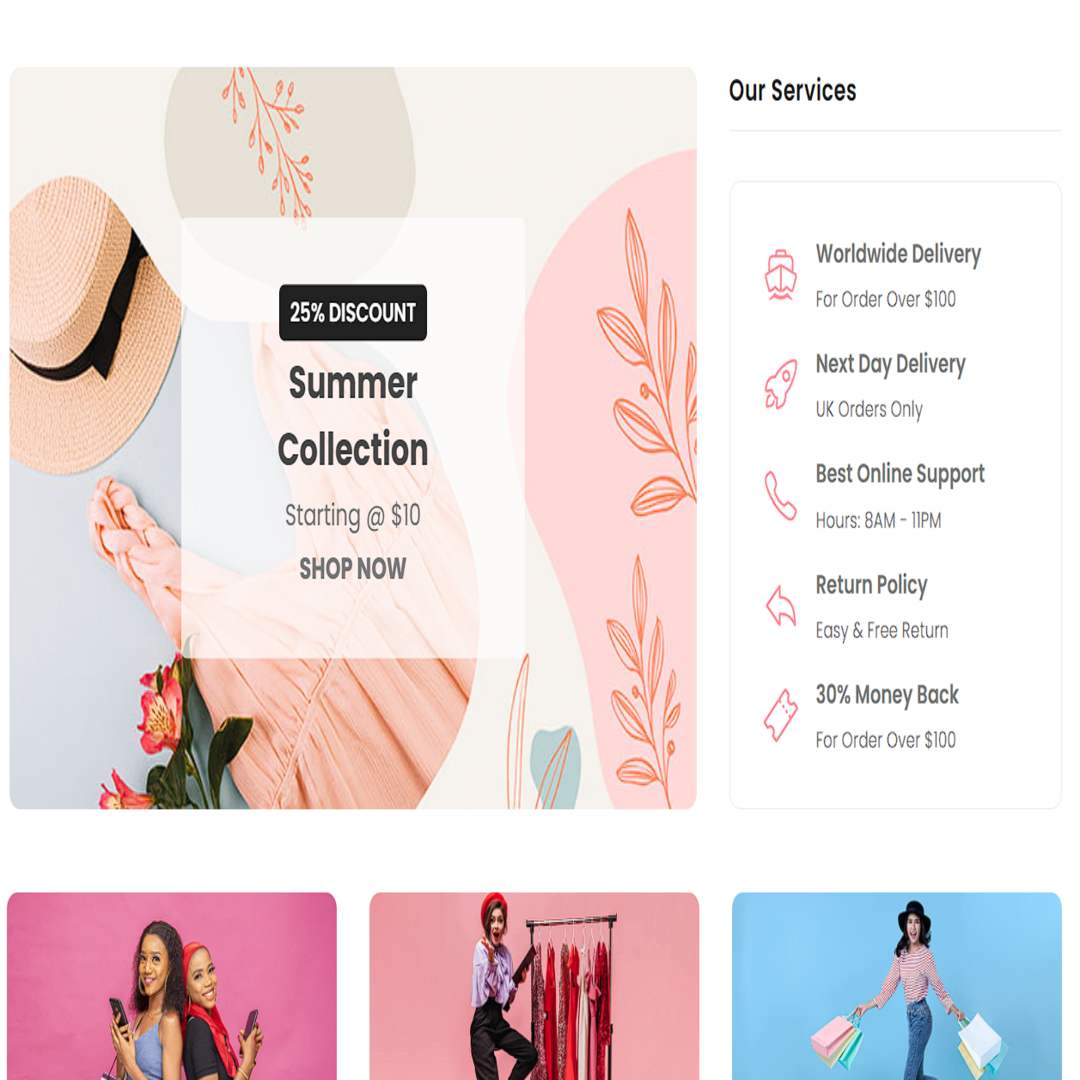 25% DISCOUNT
Summer
Collection
Starting @ $10
SHOP NOW
Our Services
Worldwide Delivery
For Order Over $100
Next Day Delivery
UK Orders Only
Best Online Support
Hours: 8AM - 11PM
Return Policy
Easy & Free Return
30% Money Back
For Order Over $100